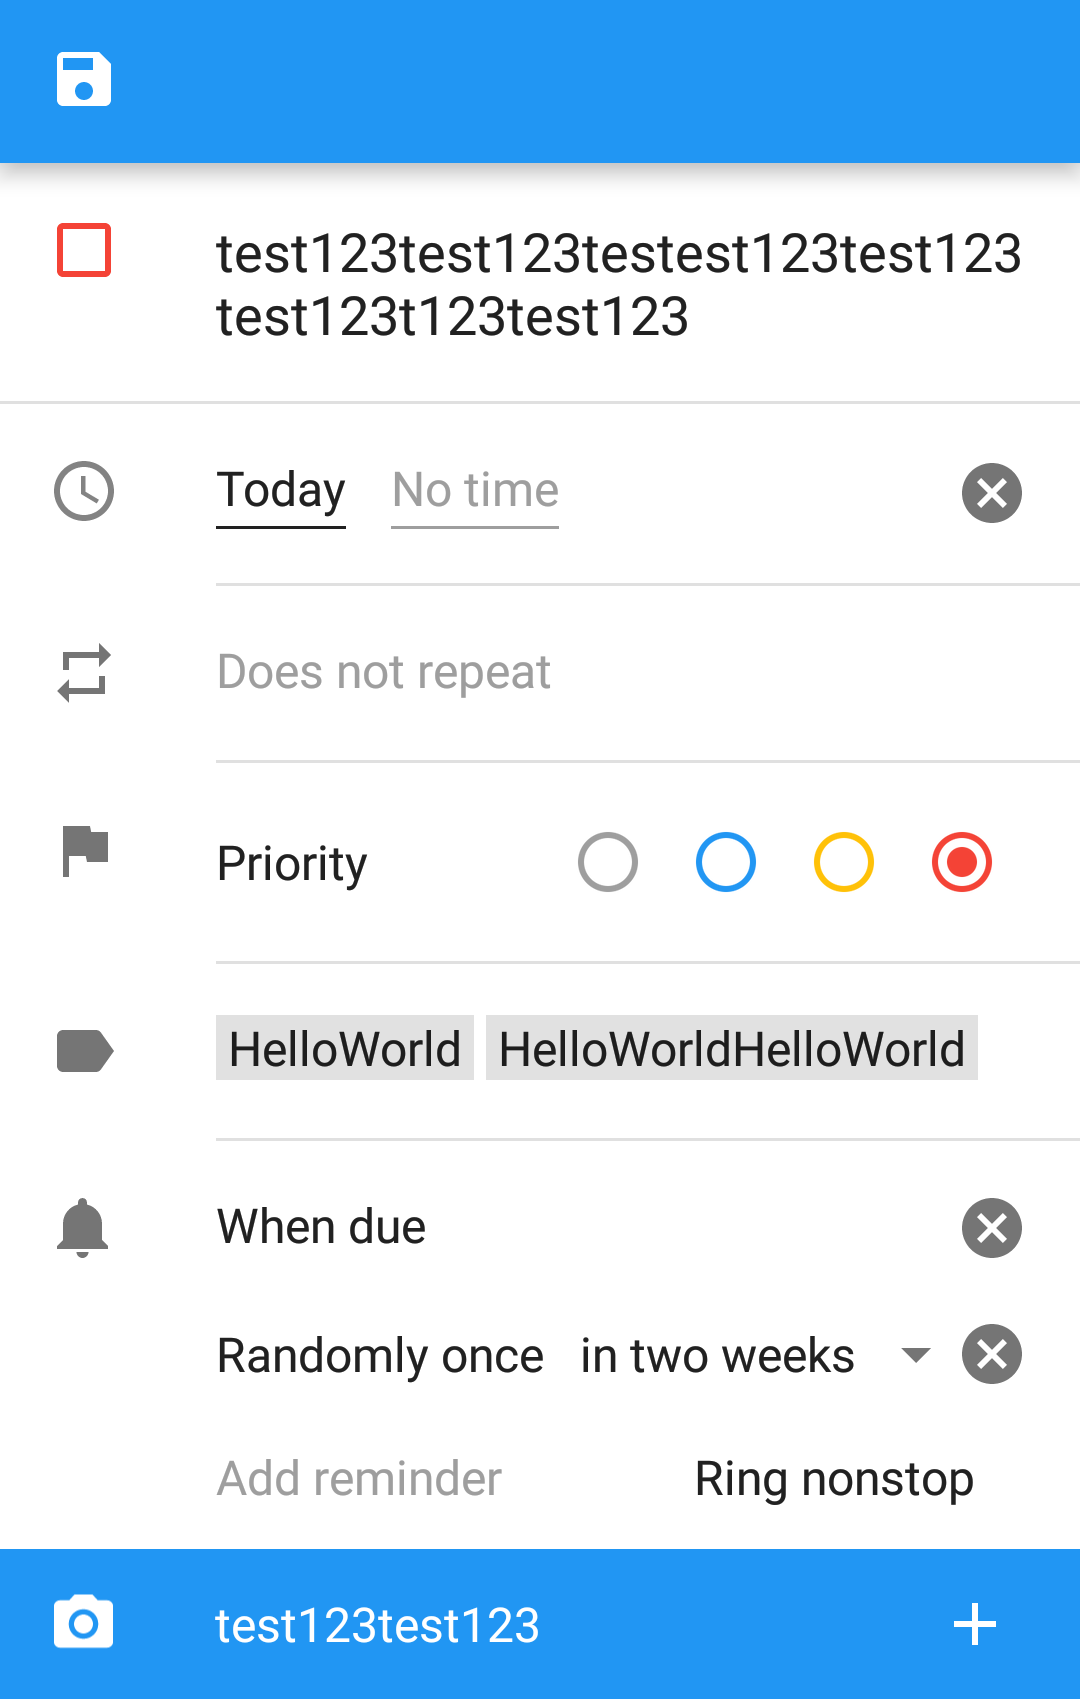 test123test123testest123test123
test123t123test123
Today No time
Does not repeat
Priority
HelloWorld HelloWorldHelloWorld
When due
Randomly once in two weeks
Add reminder Ring nonstop
test123test123